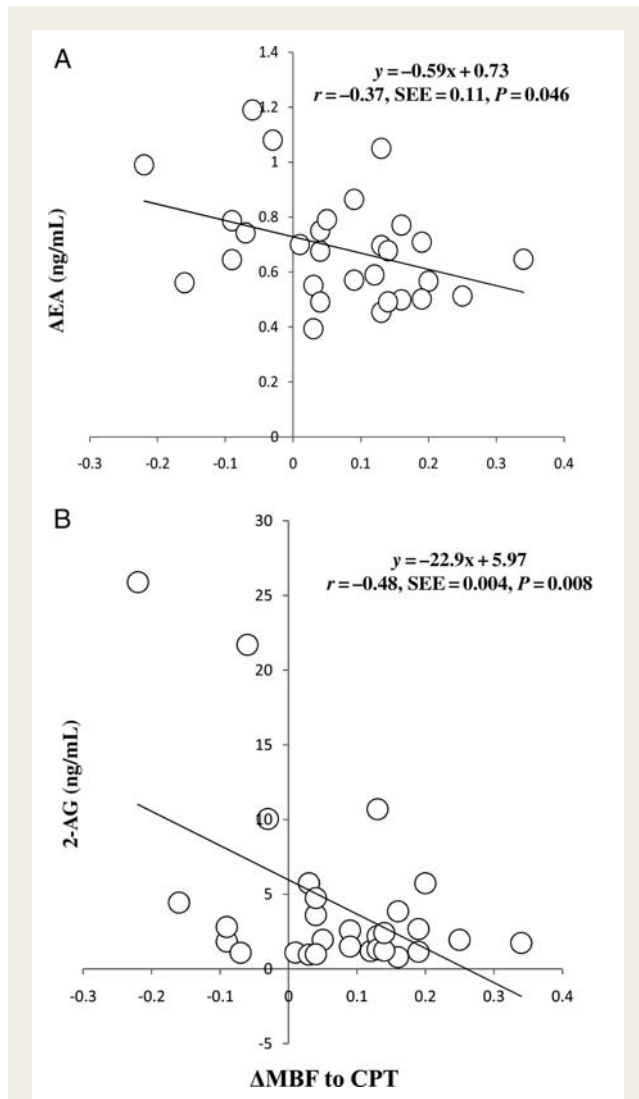 A
1.4
y = −0.59x + 0.73
r = −0.37, SEE = 0.11, P = 0.046
1.2
1
0.8
0.6
0.4
0.2
0
AEA (ng/mL)
-0.3 -0.2 -0.1 0 0.1 0.2 0.3 0.4
B
30
y = −22.9x + 5.97
r = −0.48, SEE = 0.004, P = 0.008
25
20
15
10
5
0
-5
2-AG (ng/mL)
-0.3 -0.2 -0.1 0 0.1 0.2 0.3 0.4
ΔMBF to CPT